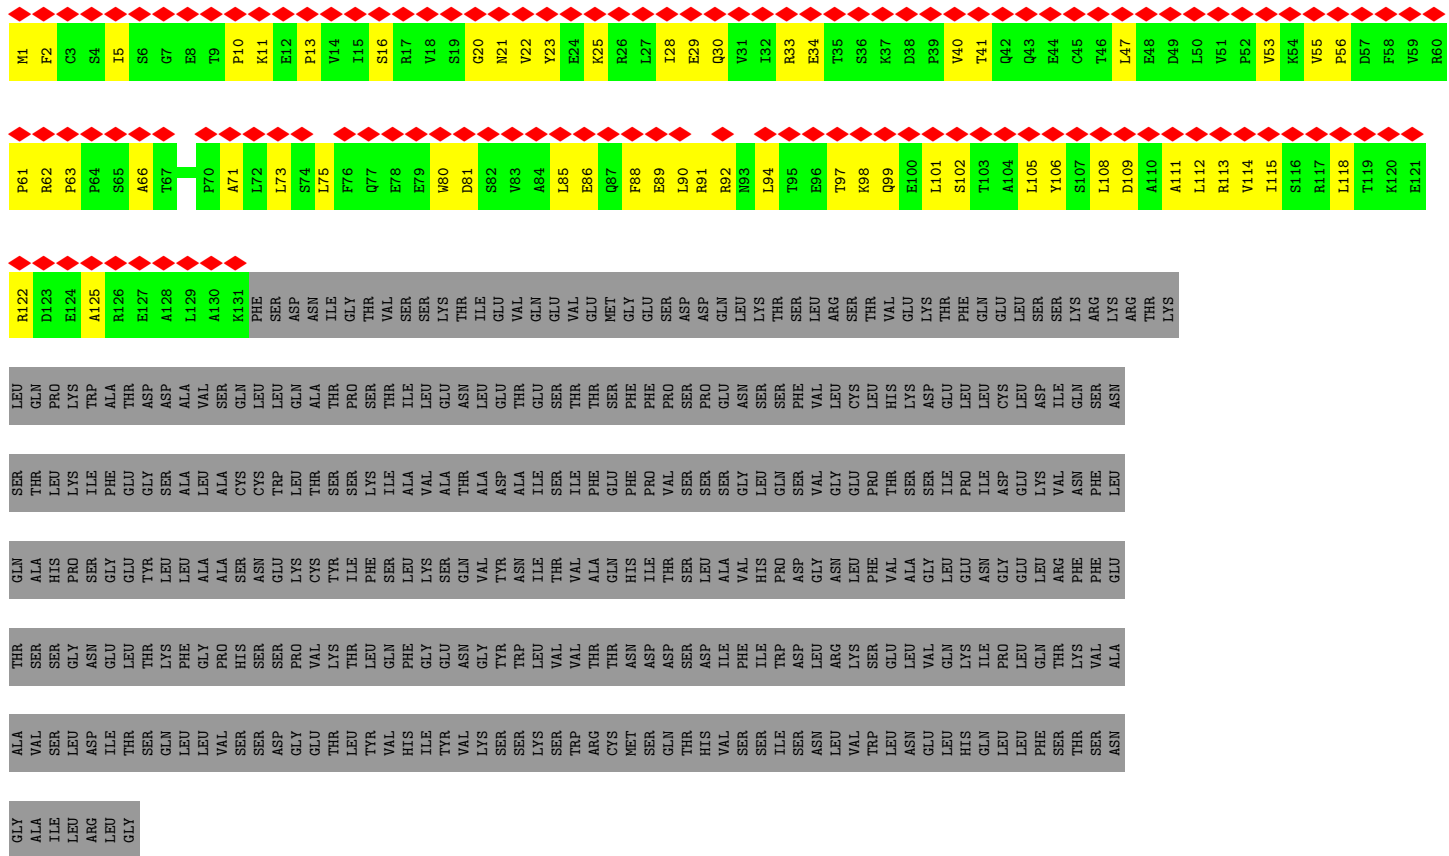 M1 F2 C3 S4 I5 S6 G7 E8 T9 P10 K11 E12 P13 V14 I15 S16 R17 V18 S19 G20 N21 V22 Y23 E24 K25 R26 L27 I28 E29 Q30 V31 I32 R33 E34 T35 S36 K37 D38 P39 V40 T41 Q42 Q43 E44 C45 T46 L47 E48 D49 L50 V51 P52 V53 K54 V55 P56 D57 F58 V59 R60
P61 R62 P63 P64 S65 A66 T67 P70 A71 L72 L73 S74 L75 F76 Q77 E78 E79 W80 D81 S82 V83 A84 L85 E86 Q87 F88 E89 L90 R91 R92 N93 L94 T95 E96 T97 K98 Q99 E100 L101 S102 T103 A104 L105 Y106 S107 L108 D109 A110 A111 L112 R113 V114 I115 S116 R117 L118 T119 K120 E121
R122 D123 E124 A125 R126 E127 A128 L129 A130 K131 PHE SER ASP ASN ILE GLY THR VAL SER SER LYS THR ILE GLU VAL GLN GLU VAL GLU MET GLY GLU SER ASP ASP GLN LEU LYS THR SER LEU ARG SER THR VAL GLU LYS THR PHE GLN GLU LEU SER SER LYS ARG LYS ARG THR LYS
LEU GLN PRO LYS TRP ALA THR ASP ASP ALA VAL SER GLN LEU LEU GLN ALA THR PRO SER THR ILE LEU GLU ASN LEU GLU THR GLU SER THR THR SER PHE PHE PRO SER PRO GLU ASN SER SER PHE VAL LEU CYS LEU HIS LYS ASP GLU LEU LEU CYS LEU ASP ILE GLN SER ASN
SER THR LEU LYS ILE PHE GLU GLY SER ALA LEU ALA CYS CYS TRP LEU THR SER SER LYS ILE ALA VAL ALA THR ALA ASP ALA ILE SER ILE PHE GLU PHE PRO VAL SER SER SER GLY LEU GLN SER VAL GLY GLU PRO THR SER SER ILE PRO ILE ASP GLU LYS VAL ASN PHE LEU
GLN ALA HIS PRO SER GLY GLU TYR LEU LEU ALA ALA SER ASN GLU LYS CYS TYR ILE PHE SER LEU LYS SER GLN VAL TYR ASN ILE THR VAL ALA GLN HIS ILE THR SER LEU ALA VAL HIS PRO ASP GLY ASN LEU PHE VAL ALA GLY LEU GLU ASN GLY GLU LEU ARG PHE PHE GLU
THR SER SER GLY ASN GLU LEU THR LYS PHE GLY PRO HIS SER SER PRO VAL LYS THR LEU GLN PHE GLY GLU ASN GLY TYR TRP LEU VAL VAL THR THR ASN ASP ASP SER ASP ILE PHE ILE TRP ASP LEU ARG LYS SER GLU LEU VAL GLN LYS ILE PRO LEU GLN THR LYS VAL ALA
ALA VAL SER LEU ASP ILE THR SER GLN LEU LEU VAL SER SER ASP GLY GLU THR LEU TYR VAL HIS ILE TYR VAL LYS SER SER LYS SER TRP ARG CYS MET SER GLN THR HIS VAL SER SER ILE SER ASN LEU VAL TRP LEU ASN GLU LEU HIS GLN LEU LEU PHE SER THR SER ASN
GLY ALA ILE LEU ARG LEU GLY